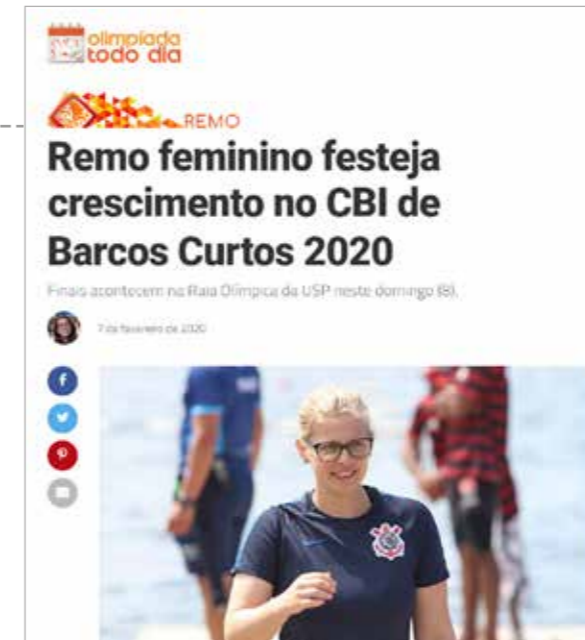 olimpíada
todo dia
REMO
Remo feminino festeja
crescimento no CBI de
Barcos Curtos 2020
Finais acontecem na Raia Olímpica da USP neste domingo (8).
7 de fevereiro de 2020